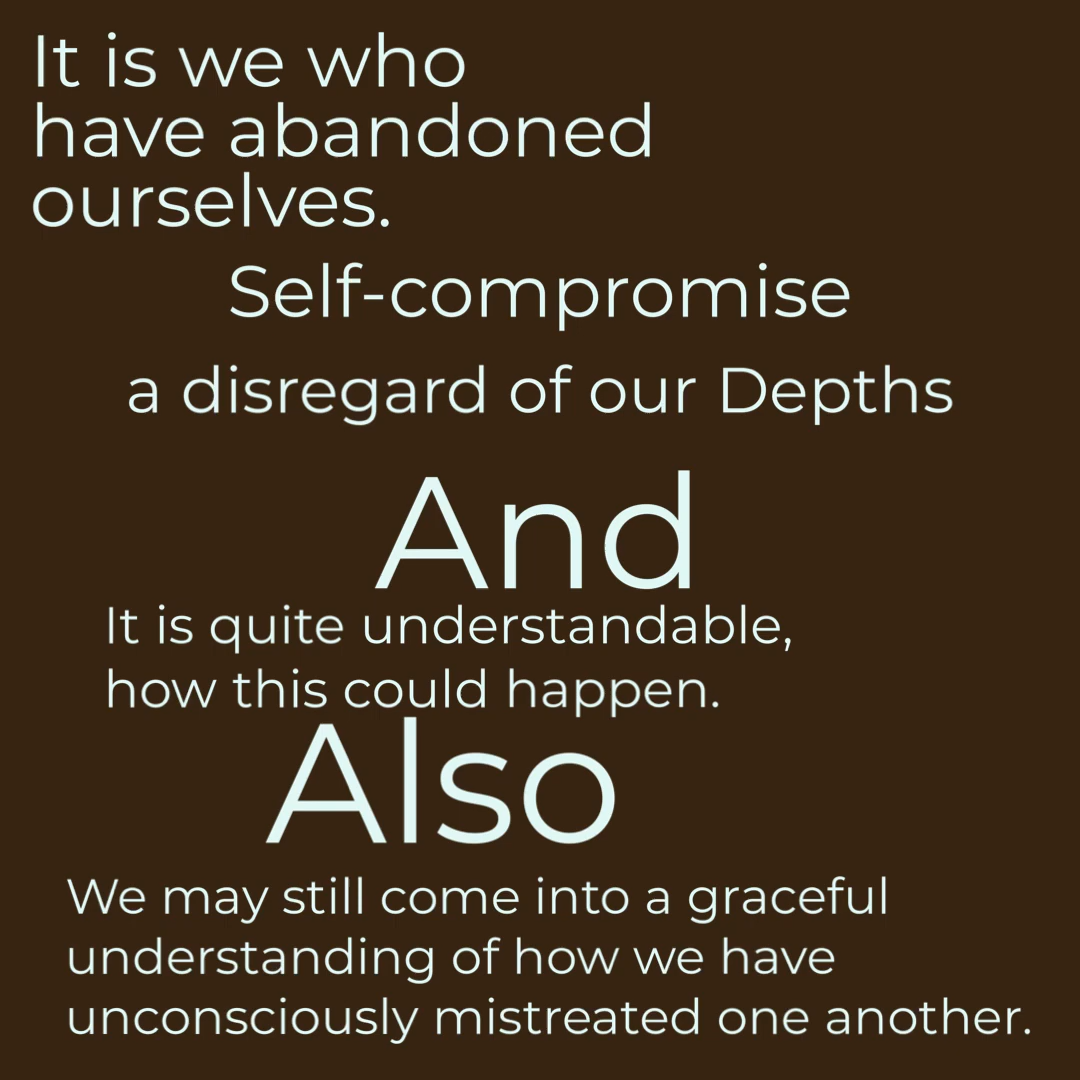 It is we who
have abandoned
ourselves.
Self-compromise
a disregard of our Depths
And
It is quite understandable,
how this could happen.
Also
We may still come into a graceful
understanding of how we have
unconsciously mistreated one another.